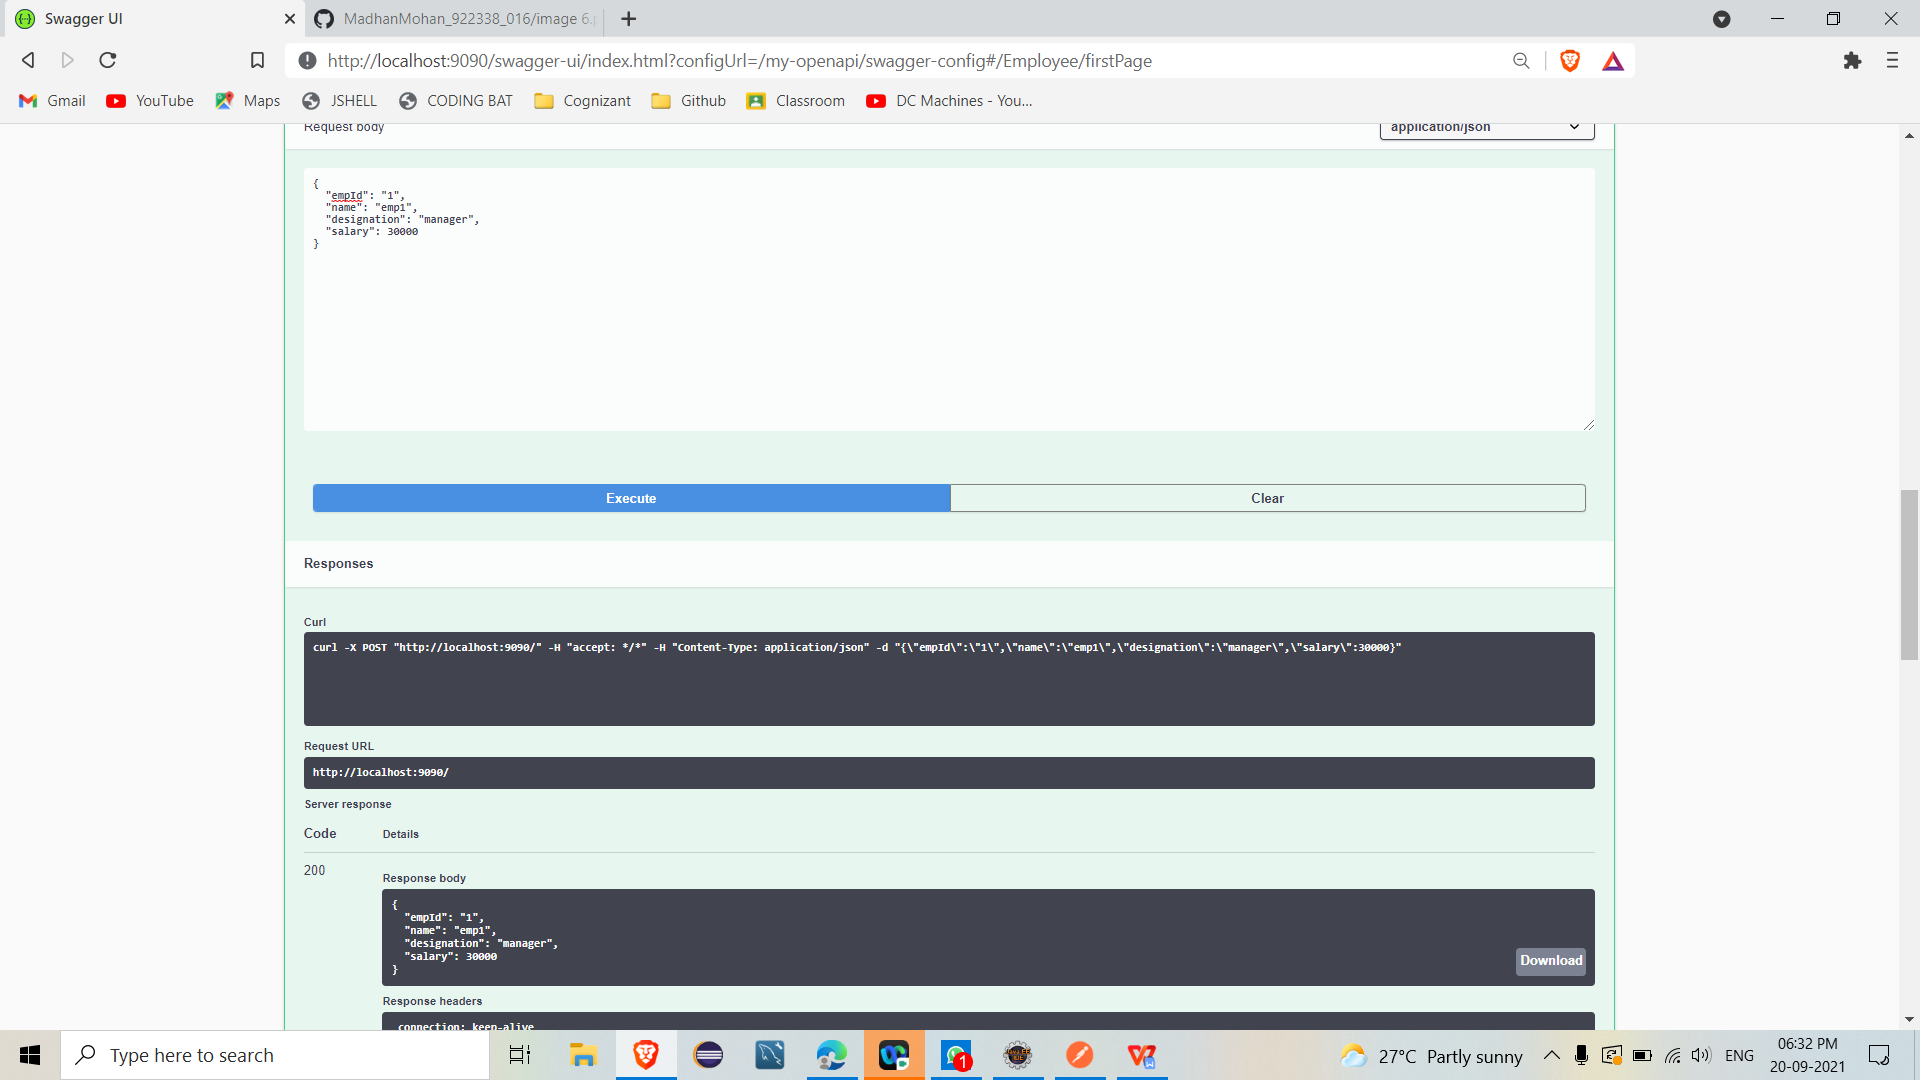 Swagger UI
MadhanMohan_922338_016/image 6.p
http://localhost:9090/swagger-ui/index.html?configUrl=/my-openapi/swagger-config#/Employee/firstPage
Gmail YouTube Maps JSHELL CODING BAT Cognizant Github Classroom DC Machines - You...
Request body application/json
{
"empId": "1",
"name": "emp1",
"designation": "manager",
"salary": 30000
}
Execute Clear
Responses
Curl
curl -X POST "http://localhost:9090/" -H "accept: */*" -H "Content-Type: application/json" -d "{\"empId\":\"1\",\"name\":\"emp1\",\"designation\":\"manager\",\"salary\":30000}"
Request URL
http://localhost:9090/
Server response
Code Details
200
Response body
{
"empId": "1",
"name": "emp1",
"designation": "manager",
"salary": 30000
}
Download
Response headers
connection: keep-alive
Type here to search
1
27°C Partly sunny
ENG
06:32 PM
20-09-2021